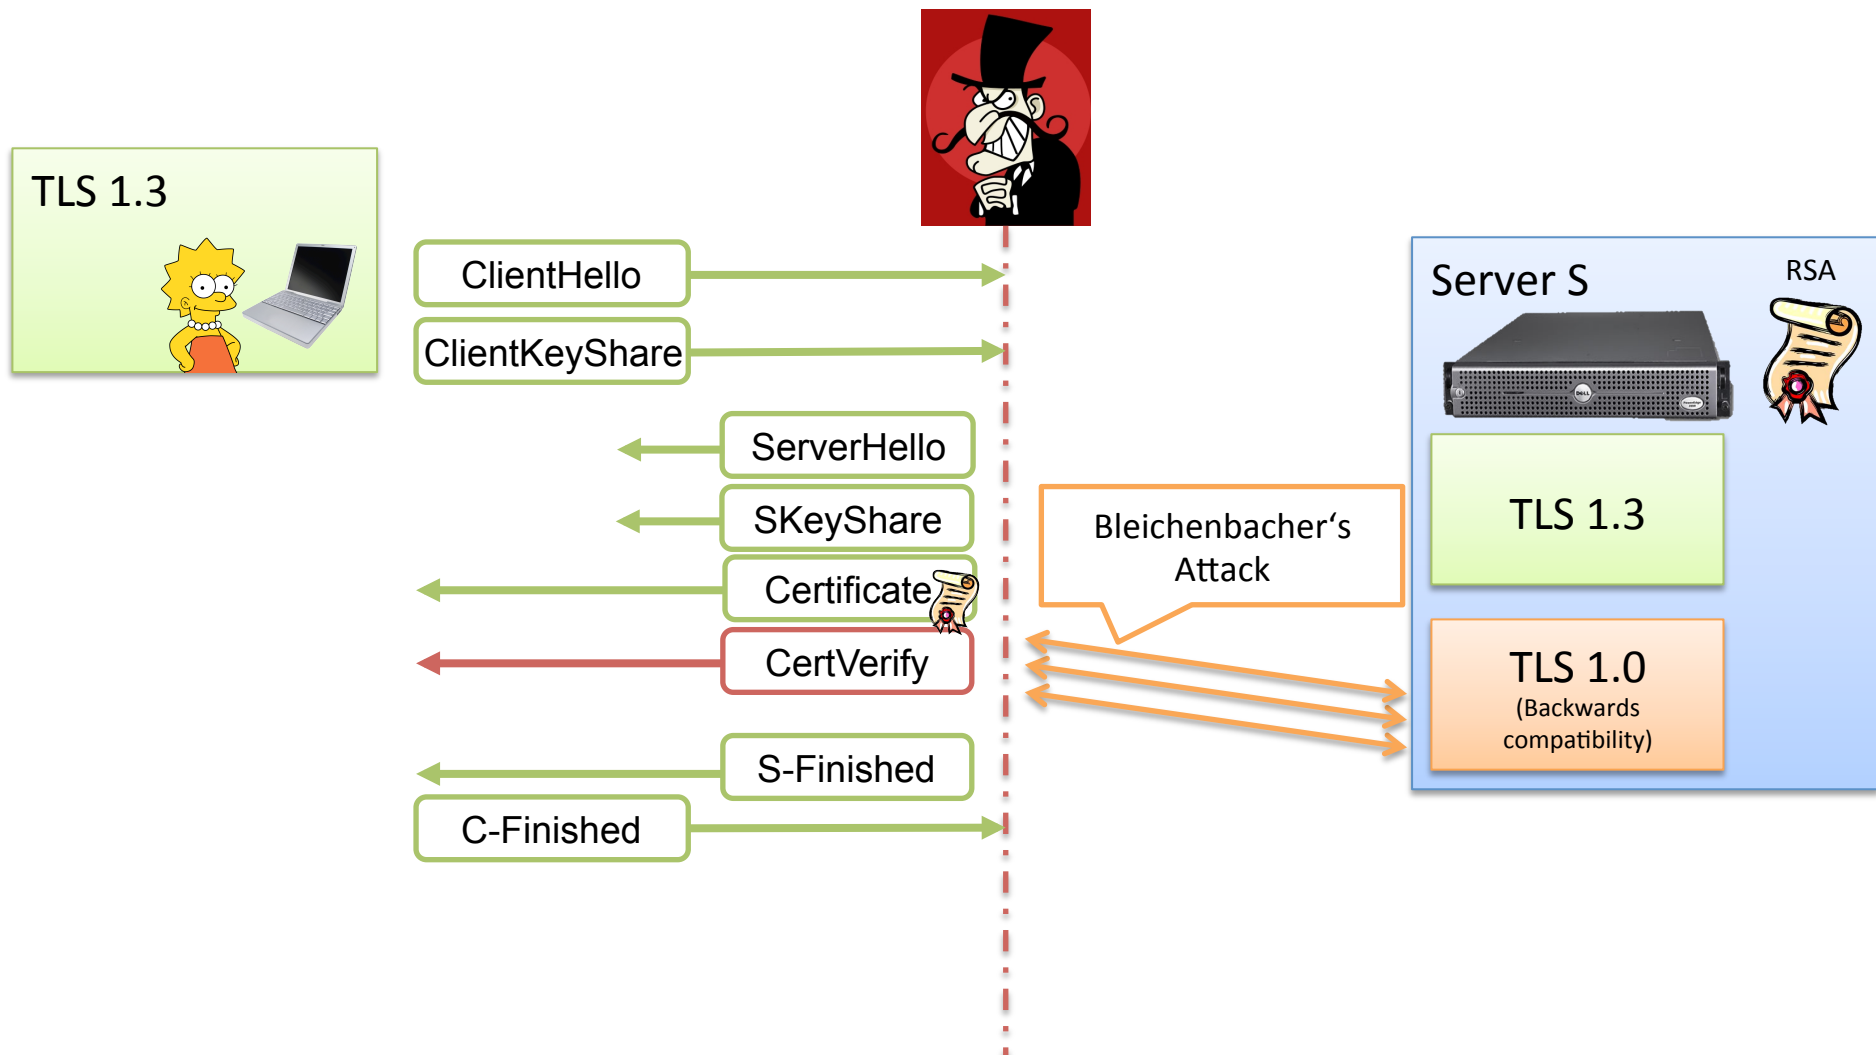 TLS 1.3
ClientHello
ClientKeyShare
ServerHello
SKeyShare
Certificate
CertVerify
S-Finished
C-Finished
Bleichenbacher‘s
Attack
Server S
RSA
DELL
TLS 1.3
TLS 1.0
(Backwards
compatibility)